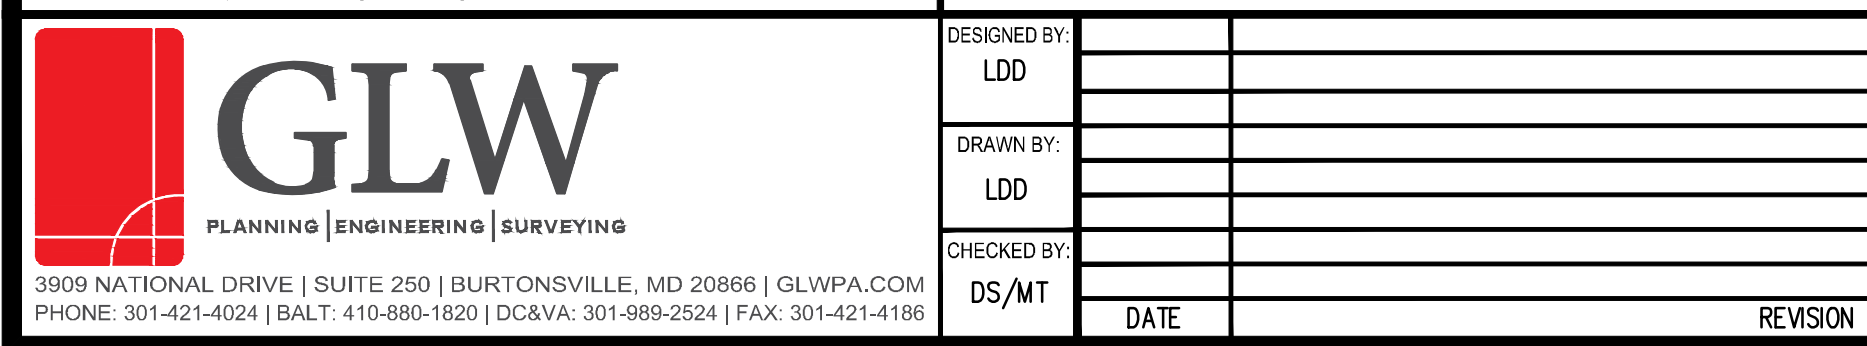 GLW
PLANNING | ENGINEERING | SURVEYING
3909 NATIONAL DRIVE | SUITE 250 | BURTONSVILLE, MD 20866 | GLWPA.COM
PHONE: 301-421-4024 | BALT: 410-880-1820 | DC&VA: 301-989-2524 | FAX: 301-421-4186
DESIGNED BY:
LDD
DRAWN BY:
LDD
CHECKED BY:
DS/MT
DATE
REVISION